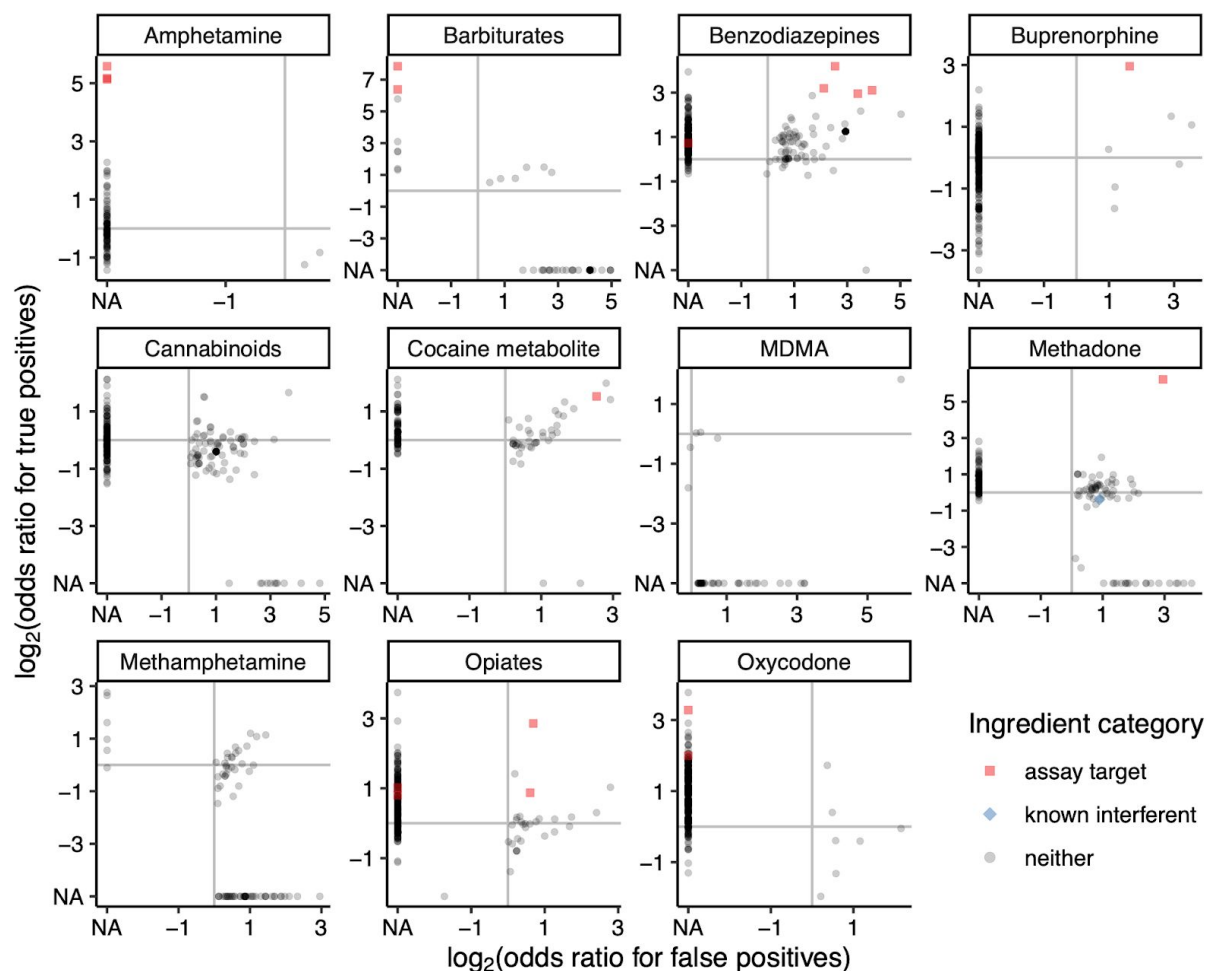 Amphetamine
Barbiturates
Benzodiazepines
Buprenorphine
5
3
1
−1
7
5
3
1
−1
−3
NA
3
1
−1
−3
NA
3
1
−1
−3
NA −1
NA −1 1 3 5
NA −1 1 3 5
NA −1 1 3
Cannabinoids
Cocaine metabolite
MDMA
Methadone
1
−1
−3
NA
1
−1
−3
NA
1
−1
−3
NA
5
3
1
−1
−3
NA
NA −1 1 3 5
NA −1 1 3
1 3 5
NA −1 1 3
Methamphetamine
Opiates
Oxycodone
3
1
−1
−3
NA
3
1
−1
3
1
−1
NA −1 1 3
NA −1 1 3
NA −1 1
log2(odds ratio for true positives)
log2(odds ratio for false positives)
Ingredient category
assay target
known interferent
neither